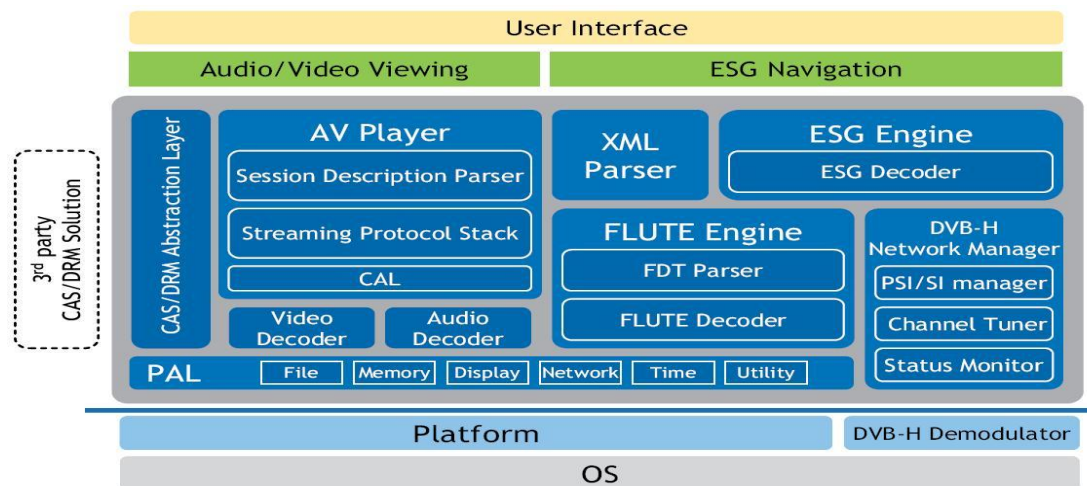 User Interface
Audio/Video Viewing
ESG Navigation
3rd party
CAS/DRM Solution
CAS/DRM Abstraction Layer
AV Player
Session Description Parser
Streaming Protocol Stack
CAL
Video
Decoder
Audio
Decoder
XML
Parser
ESG Engine
ESG Decoder
FLUTE Engine
FDT Parser
FLUTE Decoder
DVB-H
Network Manager
PSI/SI manager
Channel Tuner
Status Monitor
PAL
File
Memory
Display
Network
Time
Utility
Platform
DVB-H Demodulator
OS